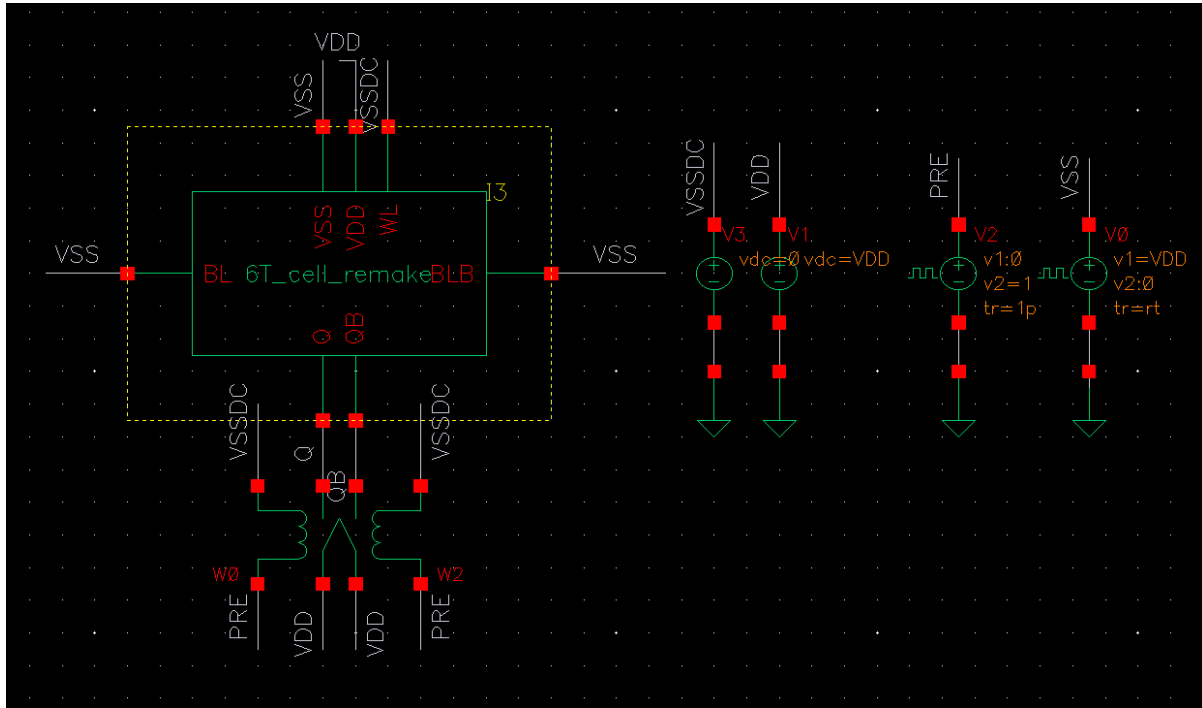 VDD
VSS
VSSDC
I3
VSS
VDD
WL
VSS
BL
6T_cell_remake
BLB
VSS
Q
QB
VSSDC
Q
QB
VSSDC
W0
W2
PRE
VDD
VDD
PRE
VSSDC
V3
vdc=0
VDD
V1
vdc=VDD
PRE
V2
v1:0
v2=1
tr=1p
VSS
V0
v1=VDD
v2:0
tr=rt